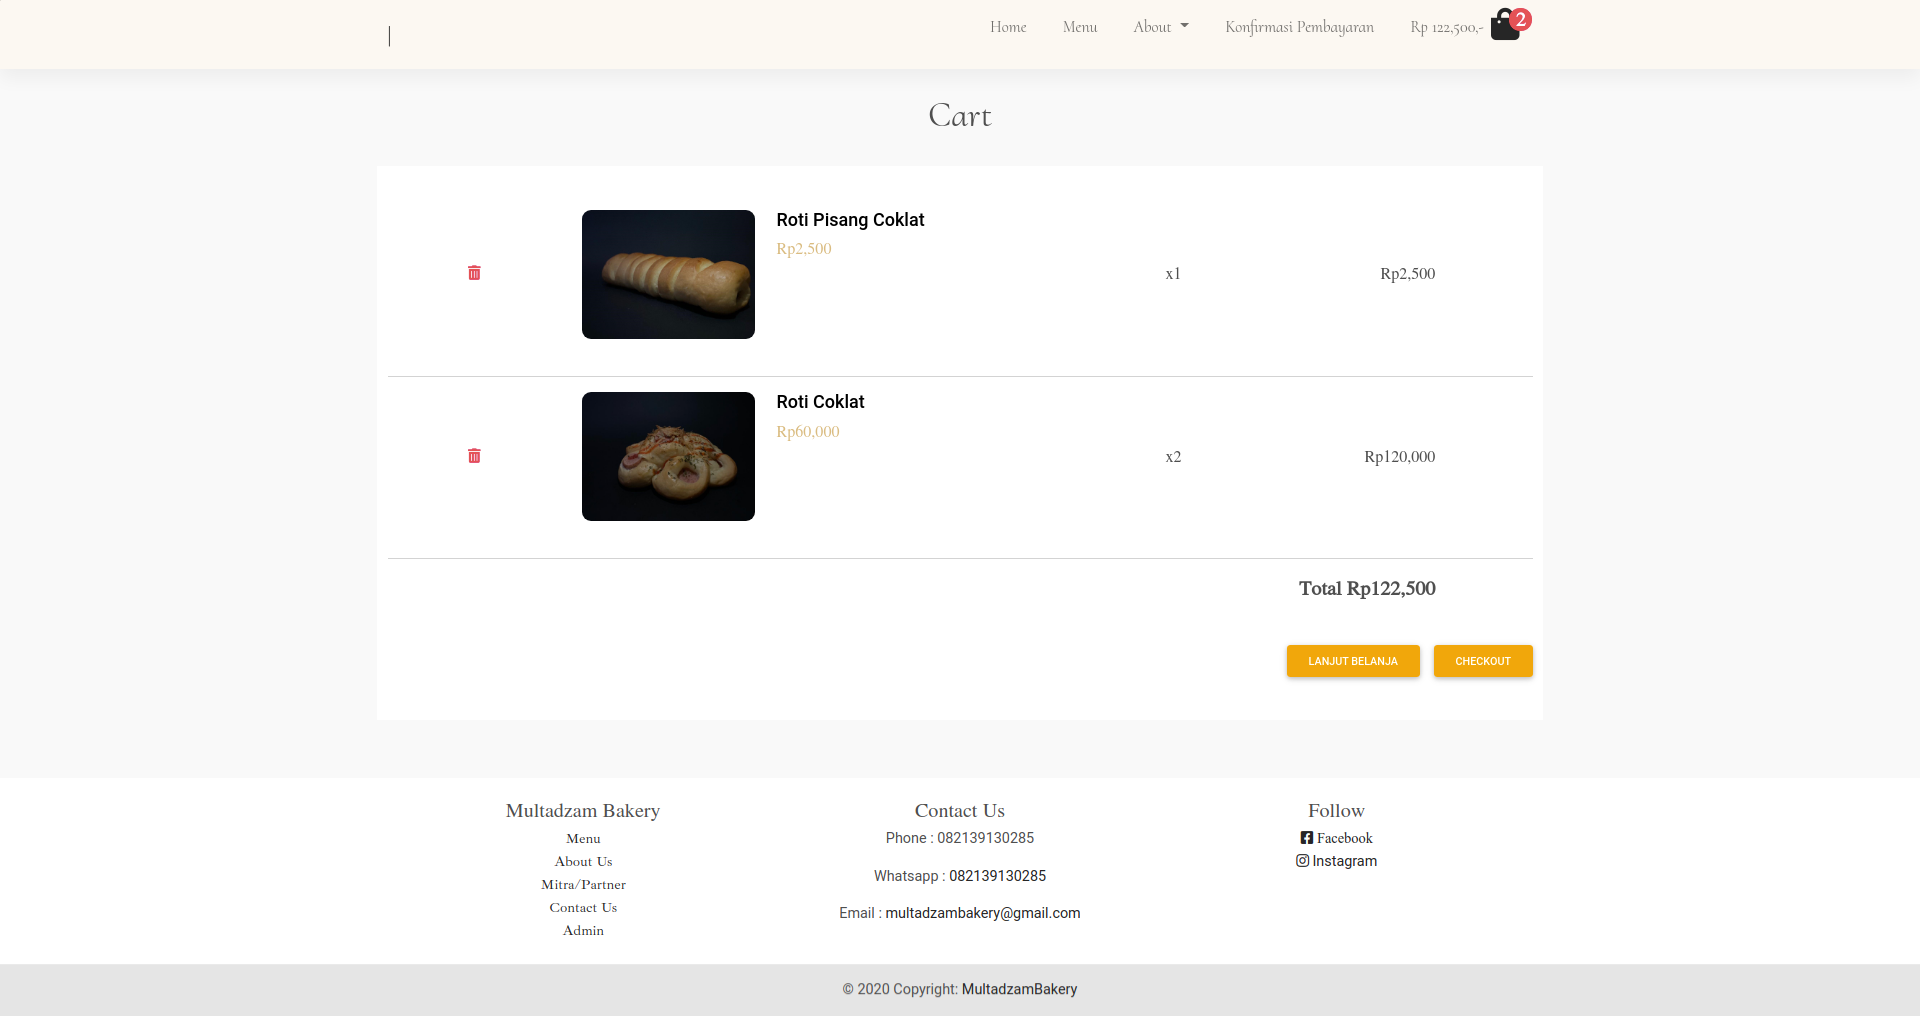 Home Menu About Konfirmasi Pembayaran Rp 122,500,- 2
Cart
Roti Pisang Coklat
Rp2,500
x1
Rp2,500
Roti Coklat
Rp60,000
x2
Rp120,000
Total Rp122,500
LANJUT BELANJA CHECKOUT
Multadzam Bakery
Menu
About Us
Mitra/Partner
Contact Us
Admin
Contact Us
Phone : 082139130285
Whatsapp : 082139130285
Email : multadzambakery@gmail.com
Follow
Facebook
Instagram
© 2020 Copyright: MultadzamBakery